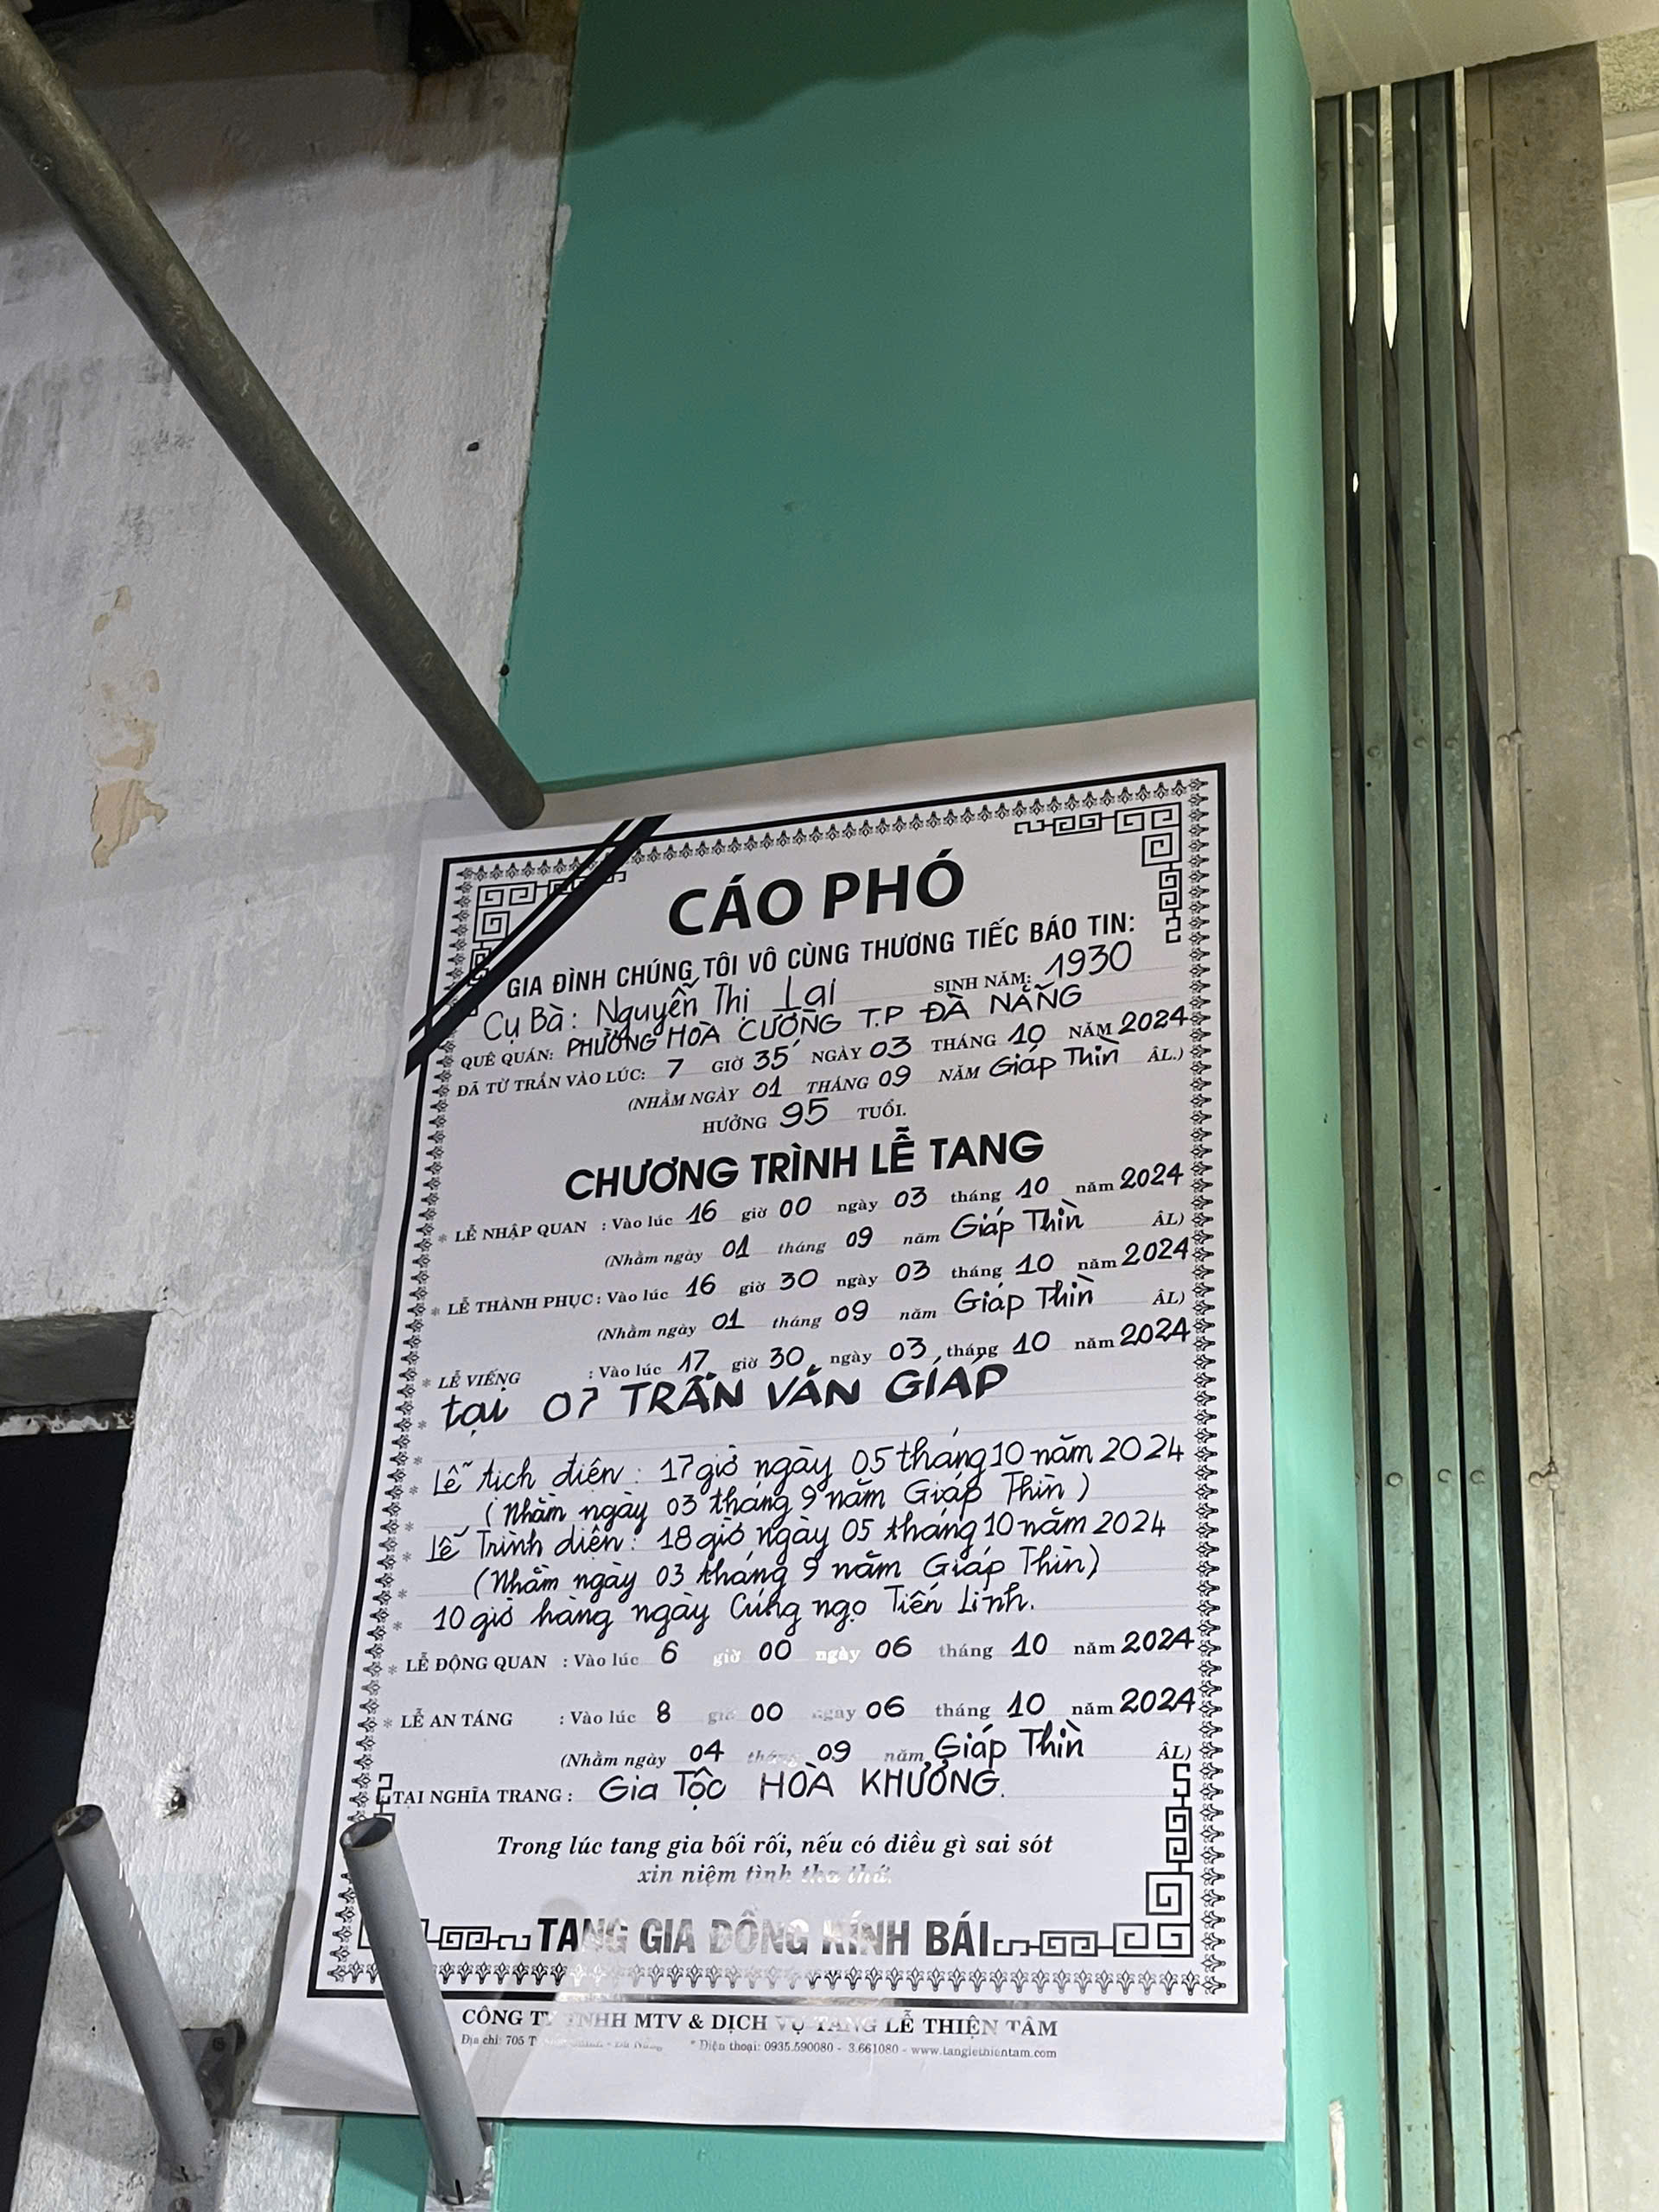 CÁO PHÓ
GIA ĐÌNH CHÚNG TÔI VÔ CÙNG THƯƠNG TIẾC BÁO TIN:
Cụ Bà: Nguyễn Thị Lai SINH NĂM: 1930
QUÊ QUÁN: PHƯỜNG HOÀ CƯỜNG T.P ĐÀ NẴNG
ĐÃ TỪ TRẦN VÀO LÚC: 7 GIỜ 35' NGÀY 03 THÁNG 10 NĂM 2024
(NHẰM NGÀY 01 THÁNG 09 NĂM Giáp Thìn ÂL.)
HƯỞNG 95 TUỔI.
CHƯƠNG TRÌNH LỄ TANG
* LỄ NHẬP QUAN : Vào lúc 16 giờ 00 ngày 03 tháng 10 năm 2024
(Nhằm ngày 01 tháng 09 năm Giáp Thìn ÂL)
* LỄ THÀNH PHỤC : Vào lúc 16 giờ 30 ngày 03 tháng 10 năm 2024
(Nhằm ngày 01 tháng 09 năm Giáp Thìn ÂL)
* LỄ VIẾNG : Vào lúc 17 giờ 30 ngày 03 tháng 10 năm 2024
* tại 07 TRẦN VĂN GIÁP
* Lễ tịch điện : 17 giờ ngày 05 tháng 10 năm 2024
* (Nhằm ngày 03 tháng 9 năm Giáp Thìn)
* Lễ Trình diện : 18 giờ ngày 05 tháng 10 năm 2024
* (Nhằm ngày 03 tháng 9 năm Giáp Thìn)
* 10 giờ hàng ngày Cúng ngọ Tiến Linh.
* LỄ ĐỘNG QUAN : Vào lúc 6 giờ 00 ngày 06 tháng 10 năm 2024
* LỄ AN TÁNG : Vào lúc 8 giờ 00 ngày 06 tháng 10 năm 2024
(Nhằm ngày 04 tháng 09 năm Giáp Thìn ÂL)
TẠI NGHĨA TRANG : Gia Tộc HOÀ KHƯƠNG.
Trong lúc tang gia bối rối, nếu có điều gì sai sót
xin niệm tình tha thứ.
TANG GIA ĐỒNG KÍNH BÁI
CÔNG TY TNHH MTV & DỊCH VỤ TANG LỄ THIỆN TÂM
Địa chỉ: 705 - Đà Nẵng * Điện thoại: 0935.590080 - 3.661080 - www.tanglethientam.com